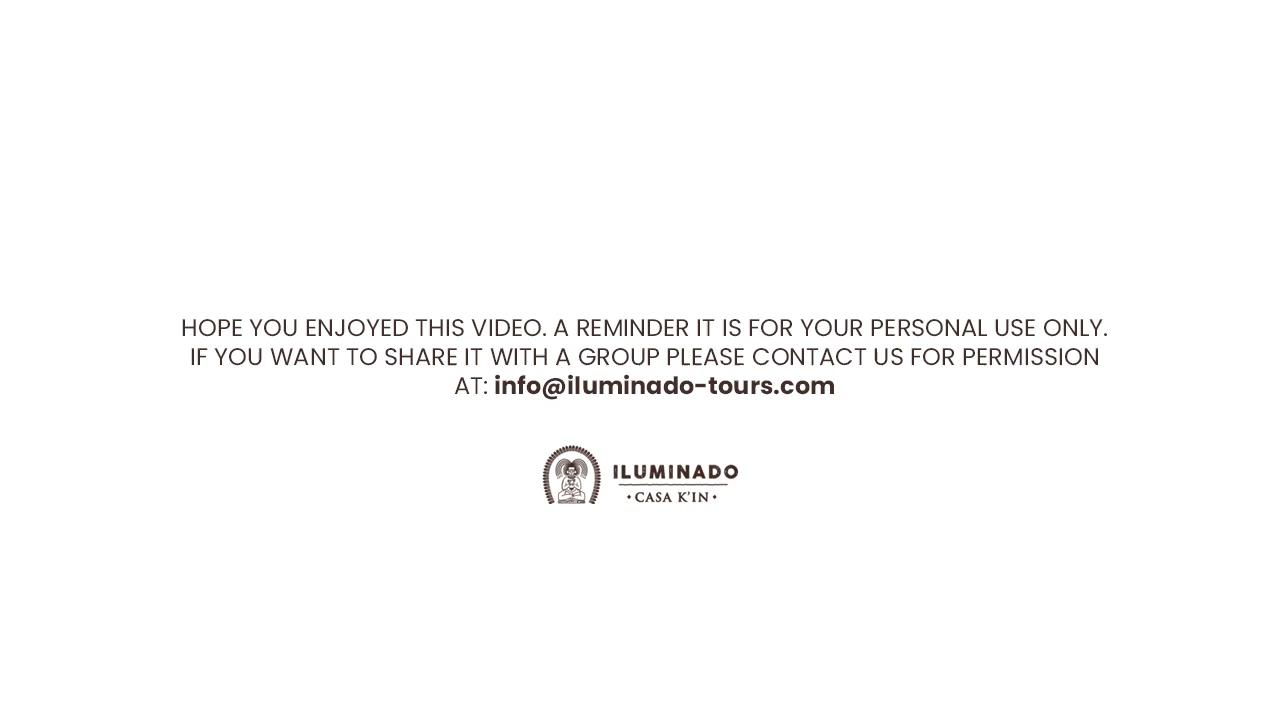 HOPE YOU ENJOYED THIS VIDEO. A REMINDER IT IS FOR YOUR PERSONAL USE ONLY.
IF YOU WANT TO SHARE IT WITH A GROUP PLEASE CONTACT US FOR PERMISSION
AT: info@iluminado-tours.com
ILUMINADO
• CASA K'IN •